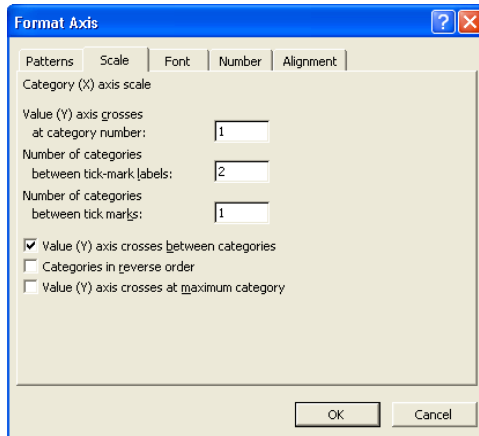 Format Axis
?
Patterns Scale Font Number Alignment
Category (X) axis scale
Value (Y) axis crosses
at category number: 1
Number of categories
between tick-mark labels: 2
Number of categories
between tick marks: 1
Value (Y) axis crosses between categories
Categories in reverse order
Value (Y) axis crosses at maximum category
OK Cancel